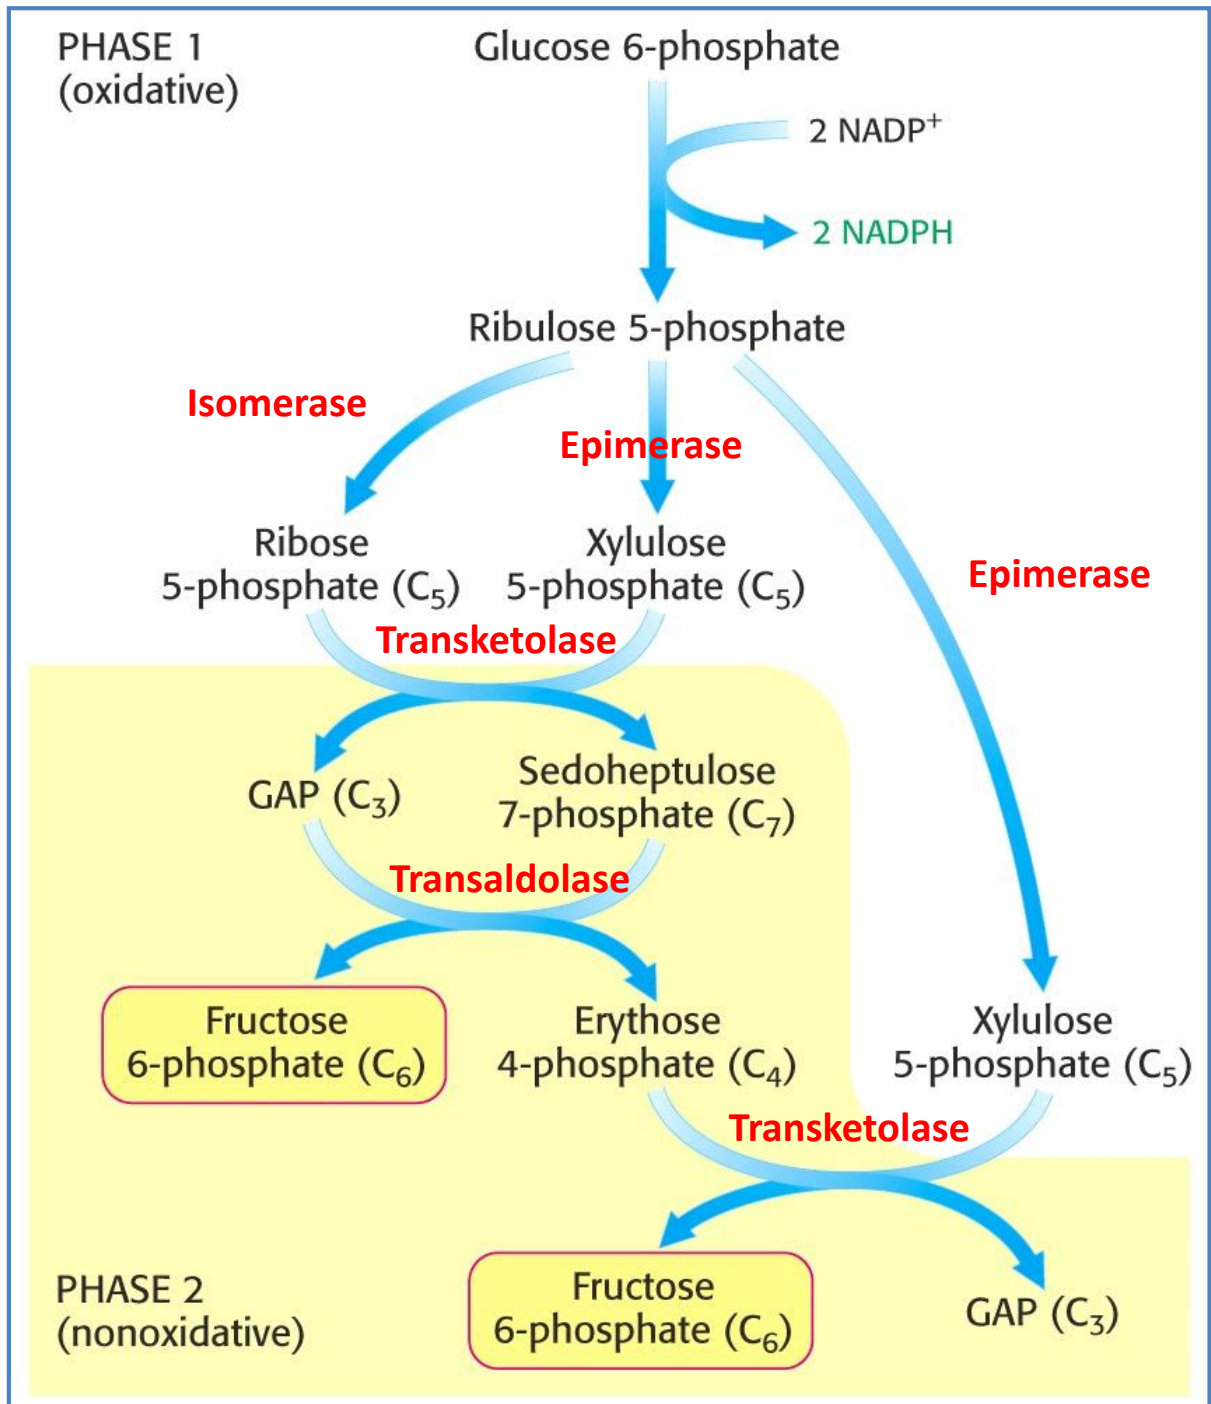 PHASE 1
(oxidative)
Glucose 6-phosphate
2 NADP⁺
2 NADPH
Ribulose 5-phosphate
Isomerase
Epimerase
Ribose
5-phosphate (C₅)
Xylulose
5-phosphate (C₅)
Epimerase
Transketolase
GAP (C₃)
Sedoheptulose
7-phosphate (C₇)
Transaldolase
Fructose
6-phosphate (C₆)
Erythose
4-phosphate (C₄)
Xylulose
5-phosphate (C₅)
Transketolase
Fructose
6-phosphate (C₆)
GAP (C₃)
PHASE 2
(nonoxidative)